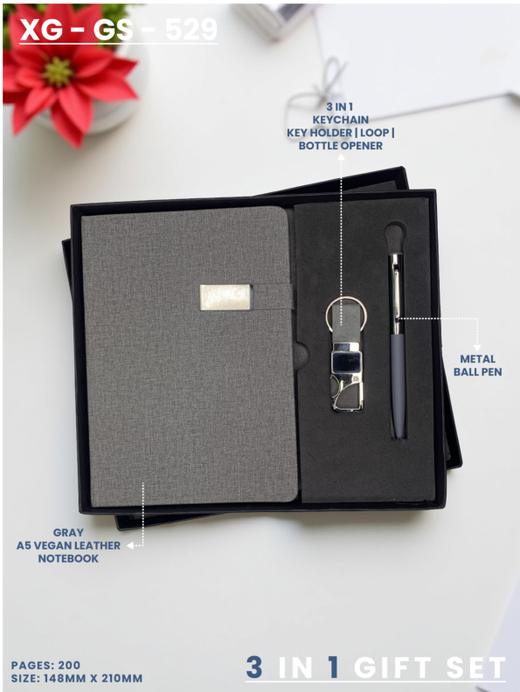 XG - GS - 529
3 IN 1
KEYCHAIN
KEY HOLDER | LOOP |
BOTTLE OPENER
METAL
BALL PEN
GRAY
A5 VEGAN LEATHER
NOTEBOOK
PAGES: 200
SIZE: 148MM X 210MM
3 IN 1 GIFT SET